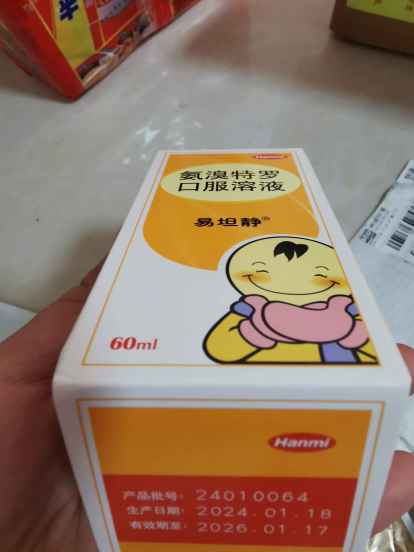 Hanmi
氨溴特罗
口服溶液
易坦静®
60ml
Hanmi
产品批号: 24010064
生产日期: 2024.01.18
有效期至: 2026.01.17